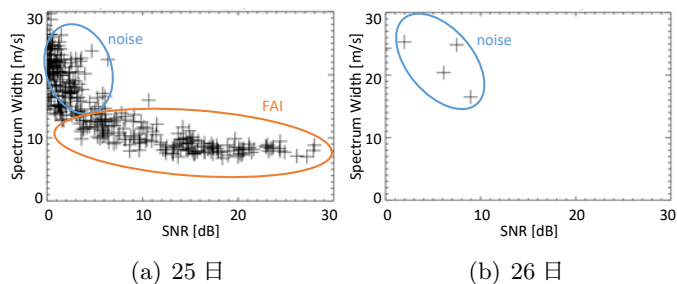 30
20
10
0
Spectrum Width [m/s]
noise
FAI
0 10 20 30
SNR [dB]
(a) 25 日
30
20
10
0
Spectrum Width [m/s]
noise
0 10 20 30
SNR [dB]
(b) 26 日